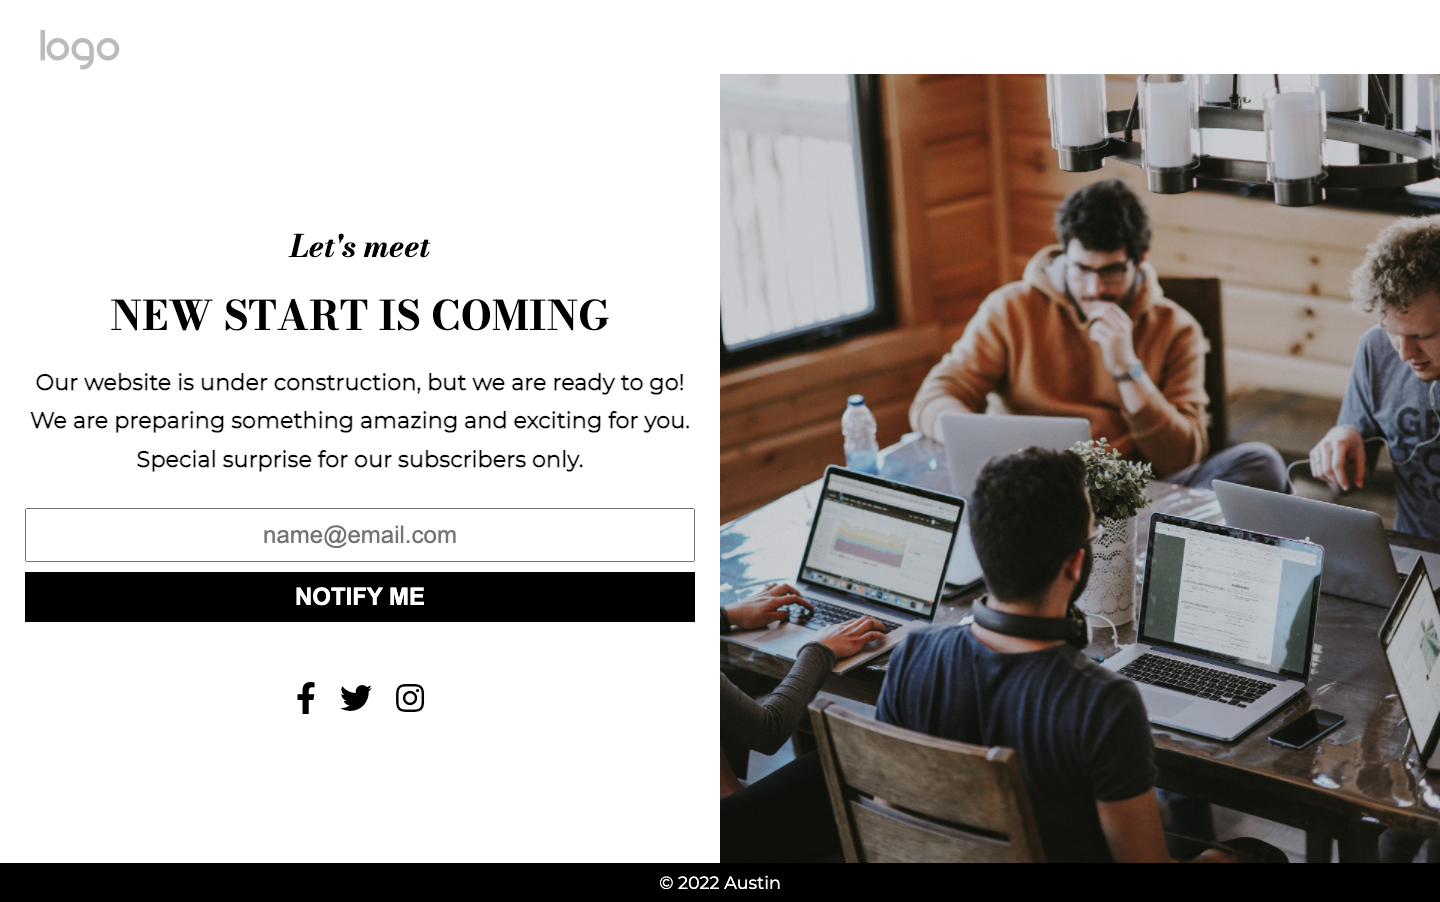 logo
Let's meet
NEW START IS COMING
Our website is under construction, but we are ready to go!
We are preparing something amazing and exciting for you.
Special surprise for our subscribers only.
name@email.com
NOTIFY ME
© 2022 Austin